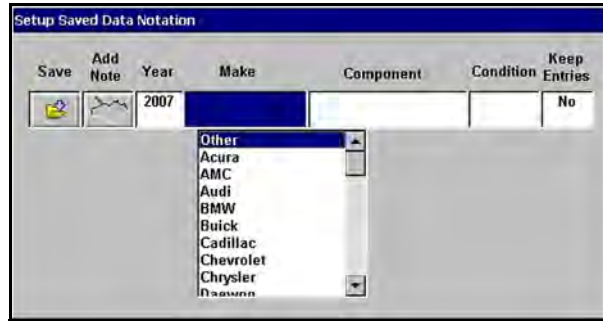 Setup Saved Data Notation
Save Add Note Year Make Component Condition Keep Entries
2007 No
Other
Acura
AMC
Audi
BMW
Buick
Cadillac
Chevrolet
Chrysler
Daewoo